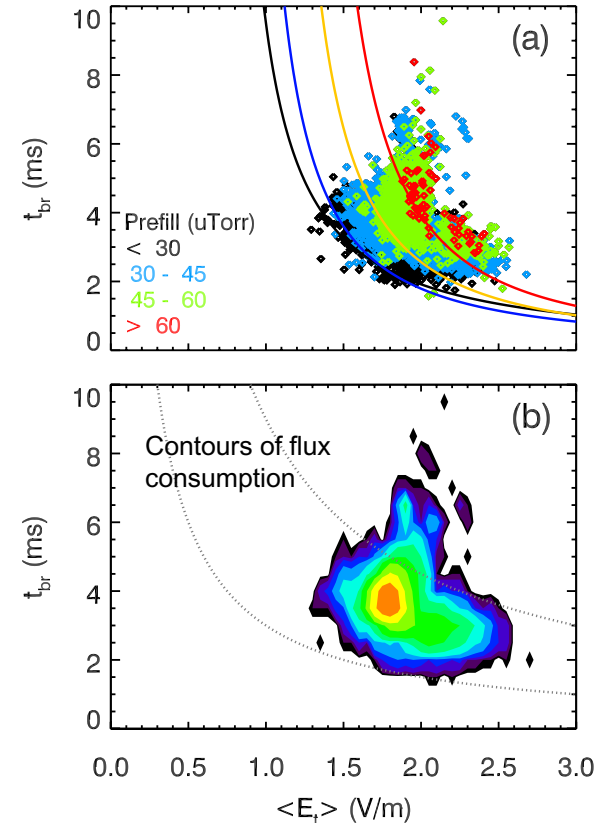 10
(a)
8
6
t_br (ms)
4
Prefill (uTorr)
< 30
30 - 45
2
45 - 60
> 60
0
10
(b)
Contours of flux
consumption
8
6
t_br (ms)
4
2
0
0.0 0.5 1.0 1.5 2.0 2.5 3.0
<E_t> (V/m)